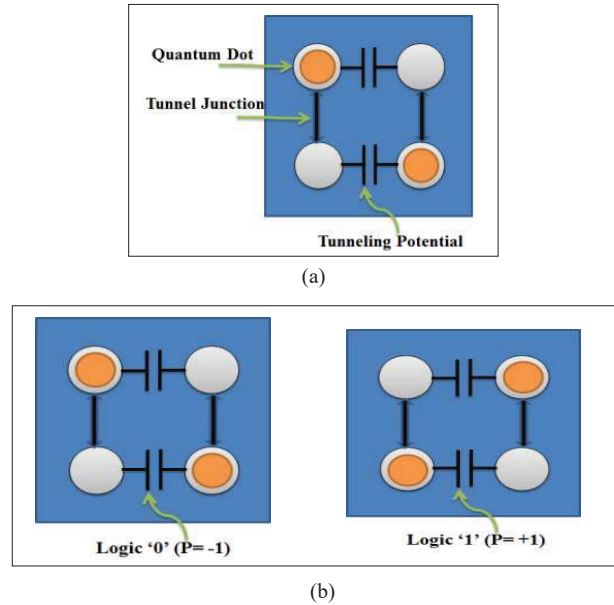 Quantum Dot
Tunnel Junction
Tunneling Potential
(a)
Logic ‘0’ (P= -1)
Logic ‘1’ (P= +1)
(b)